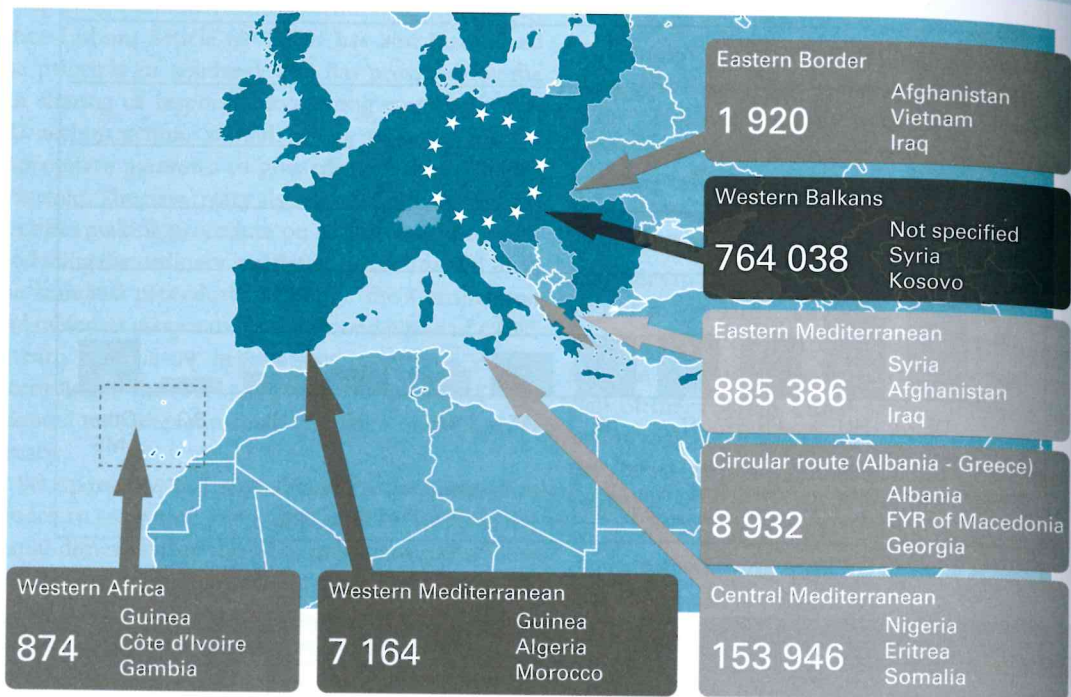 Eastern Border
1 920
Afghanistan
Vietnam
Iraq
Western Balkans
764 038
Not specified
Syria
Kosovo
Eastern Mediterranean
885 386
Syria
Afghanistan
Iraq
Circular route (Albania - Greece)
8 932
Albania
FYR of Macedonia
Georgia
Central Mediterranean
153 946
Nigeria
Eritrea
Somalia
Western Mediterranean
7 164
Guinea
Algeria
Morocco
Western Africa
874
Guinea
Côte d'Ivoire
Gambia